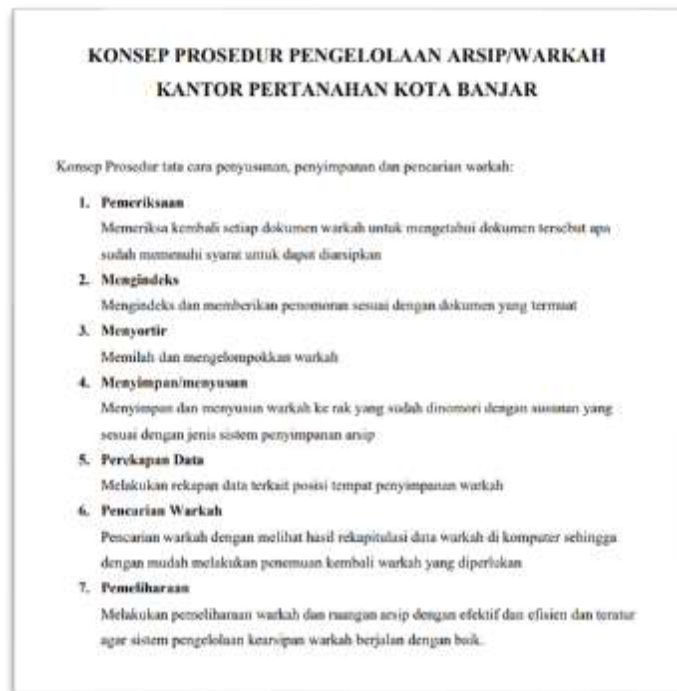 KONSEP PROSEDUR PENGELOLAAN ARSIP/WARKAH
KANTOR PERTANAHAN KOTA BANJAR
Konsep Prosedur tata cara penyusunan, penyimpanan dan pencarian warkah:
1. Pemeriksaan
Memeriksa kembali setiap dokumen warkah untuk mengetahui dokumen tersebut apa
sudah memenuhi syarat untuk dapat diarsipkan
2. Mengindeks
Mengindeks dan memberikan penomoran sesuai dengan dokumen yang termuat
3. Menyortir
Memilah dan mengelompokkan warkah
4. Menyimpan/menyusun
Menyimpan dan menyusun warkah ke rak yang sudah dinomori dengan susunan yang
sesuai dengan jenis sistem penyimpanan arsip
5. Perekapan Data
Melakukan rekapan data terkait posisi tempat penyimpanan warkah
6. Pencarian Warkah
Pencarian warkah dengan melihat hasil rekapitulasi data warkah di komputer sehingga
dengan mudah melakukan penemuan kembali warkah yang diperlukan
7. Pemeliharaan
Melakukan pemeliharaan warkah dan ruangan arsip dengan efektif dan efisien dan teratur
agar sistem pengelolaan kearsipan warkah berjalan dengan baik.